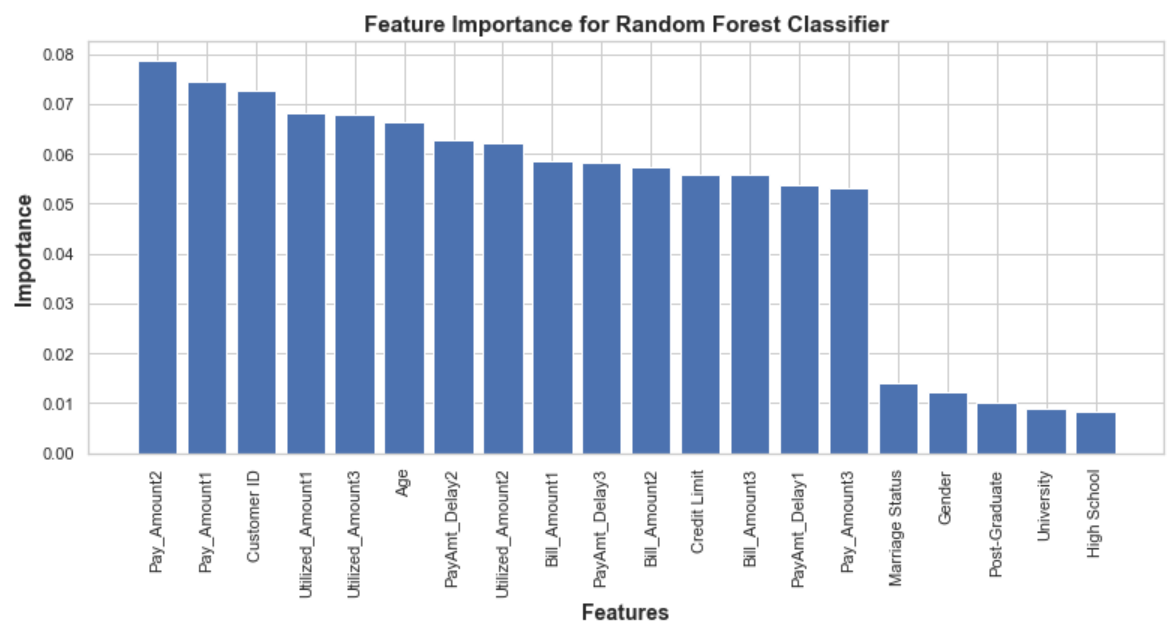 Feature Importance for Random Forest Classifier
Importance
0.08
0.07
0.06
0.05
0.04
0.03
0.02
0.01
0.00
Pay_Amount2
Pay_Amount1
Customer ID
Utilized_Amount1
Utilized_Amount3
Age
PayAmt_Delay2
Utilized_Amount2
Bill_Amount1
PayAmt_Delay3
Bill_Amount2
Credit Limit
Bill_Amount3
PayAmt_Delay1
Pay_Amount3
Marriage Status
Gender
Post-Graduate
University
High School
Features